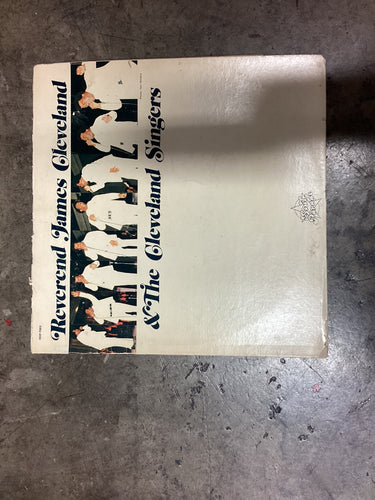 Reverend James Cleveland
& The Cleveland Singers